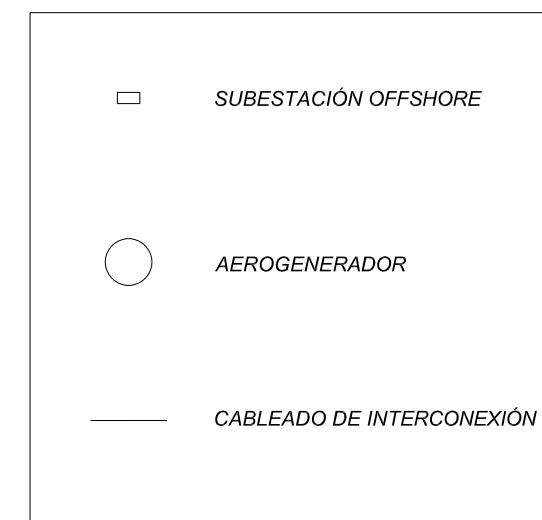 SUBESTACIÓN OFFSHORE
AEROGENERADOR
CABLEADO DE INTERCONEXIÓN